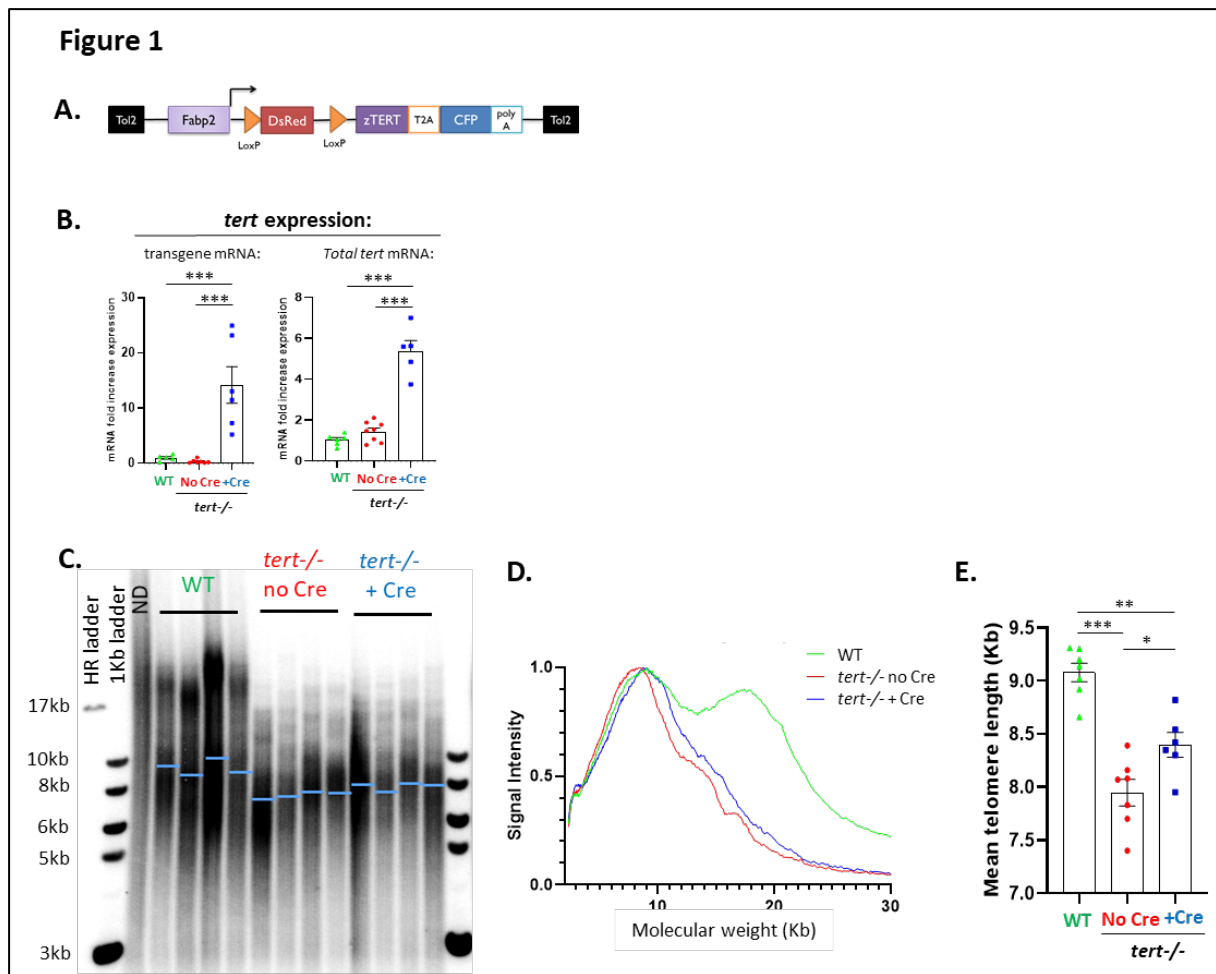 Figure 1
A.
Tol2 Fabp2 DsRed zTERT T2A CFP poly A Tol2
LoxP LoxP
B.
tert expression:
transgene mRNA: Total tert mRNA:
*** ***
*** ***
mRNA fold increase expression
30
20
10
0
WT No Cre +Cre
tert-/-
mRNA fold increase expression
8
6
4
2
0
WT No Cre +Cre
tert-/-
C.
HR ladder
1Kb ladder
ND
WT
tert-/-
no Cre
tert-/-
+ Cre
17kb
10kb
8kb
6kb
5kb
3kb
D.
WT
tert-/- no Cre
tert-/- + Cre
Signal Intensity
1.0
0.5
0.0
10 20 30
Molecular weight (Kb)
E.
**
***
*
Mean telomere length (Kb)
9.5
9.0
8.5
8.0
7.5
7.0
WT No Cre +Cre
tert-/-